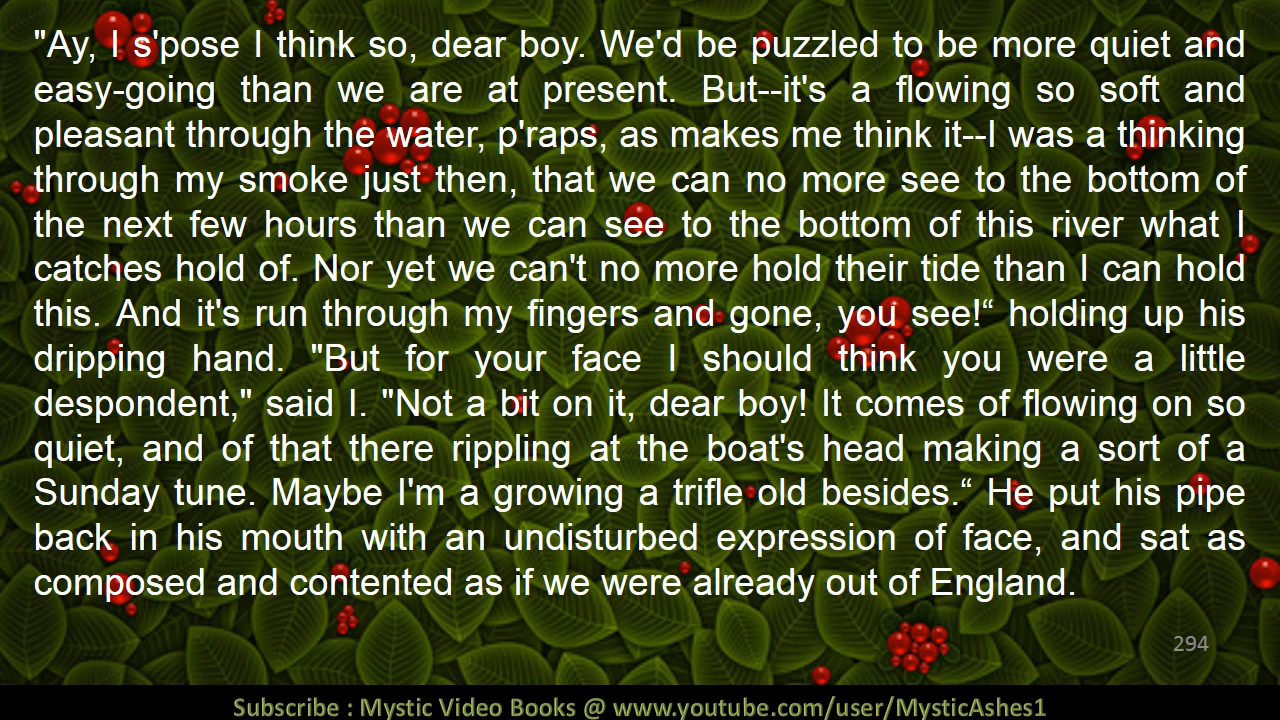 "Ay, I s'pose I think so, dear boy. We'd be puzzled to be more quiet and
easy-going than we are at present. But--it's a flowing so soft and
pleasant through the water, p'raps, as makes me think it--I was a thinking
through my smoke just then, that we can no more see to the bottom of
the next few hours than we can see to the bottom of this river what I
catches hold of. Nor yet we can't no more hold their tide than I can hold
this. And it's run through my fingers and gone, you see!“ holding up his
dripping hand. "But for your face I should think you were a little
despondent," said I. "Not a bit on it, dear boy! It comes of flowing on so
quiet, and of that there rippling at the boat's head making a sort of a
Sunday tune. Maybe I'm a growing a trifle old besides.“ He put his pipe
back in his mouth with an undisturbed expression of face, and sat as
composed and contented as if we were already out of England.
294
Subscribe : Mystic Video Books @ www.youtube.com/user/MysticAshes1